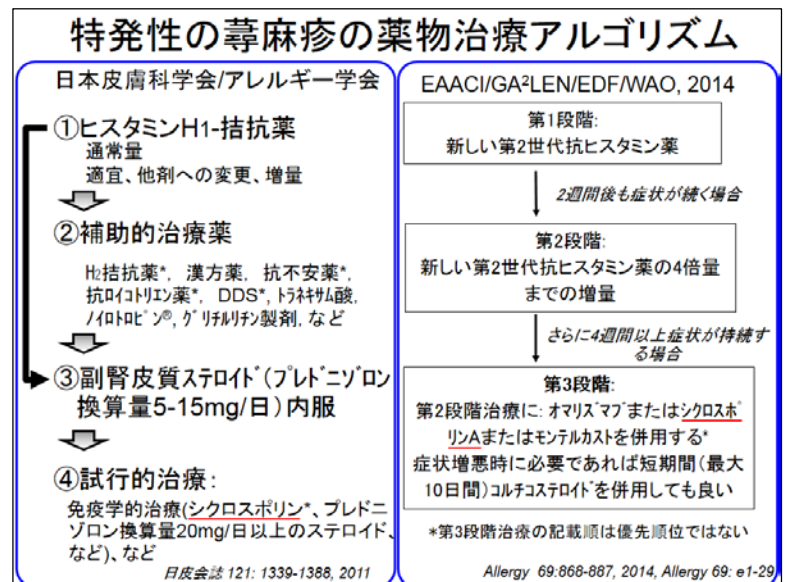 特発性の蕁麻疹の薬物治療アルゴリズム
日本皮膚科学会/アレルギー学会
①ヒスタミンH1-拮抗薬
通常量
適宜、他剤への変更、増量
②補助的治療薬
H2拮抗薬*, 漢方薬, 抗不安薬*,
抗ロイコトリエン薬*, DDS*, トラネキサム酸,
ノイロトロピン®, グリチルリチン製剤, など
③副腎皮質ステロイド(プレドニゾロン
換算量5-15mg/日)内服
④試行的治療:
免疫学的治療(シクロスポリン*、プレドニ
ゾロン換算量20mg/日以上のステロイド、
など)、など
日皮会誌 121: 1339-1388, 2011
EAACI/GA²LEN/EDF/WAO, 2014
第1段階:
新しい第2世代抗ヒスタミン薬
2週間後も症状が続く場合
第2段階:
新しい第2世代抗ヒスタミン薬の4倍量
までの増量
さらに4週間以上症状が持続す
る場合
第3段階:
第2段階治療に: オマリズマブまたはシクロスポ
リンAまたはモンテルカストを併用する*
症状増悪時に必要であれば短期間(最大
10日間)コルチコステロイドを併用しても良い
*第3段階治療の記載順は優先順位ではない
Allergy 69:868-887, 2014, Allergy 69: e1-29